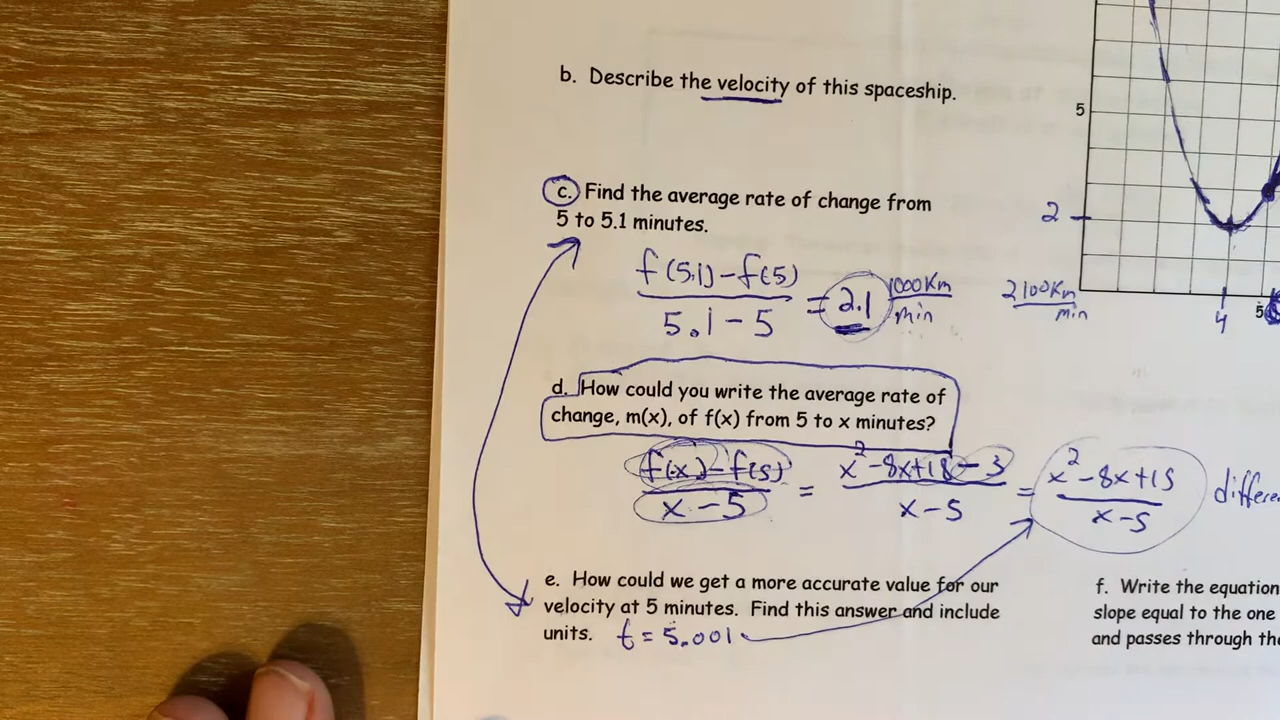 b. Describe the velocity of this spaceship.
5
c. Find the average rate of change from
5 to 5.1 minutes.
2
f(5.1)-f(5)
5.1-5
= 2.1 1000Km
min
2100Km
min
4
5
d. How could you write the average rate of
change, m(x), of f(x) from 5 to x minutes?
f(x)-f(5)
x-5
= x²-8x+18-3
x-5
= x²-8x+15
x-5
differe
e. How could we get a more accurate value for our
velocity at 5 minutes. Find this answer and include
units. t = 5.001
f. Write the equation
slope equal to the one
and passes through the